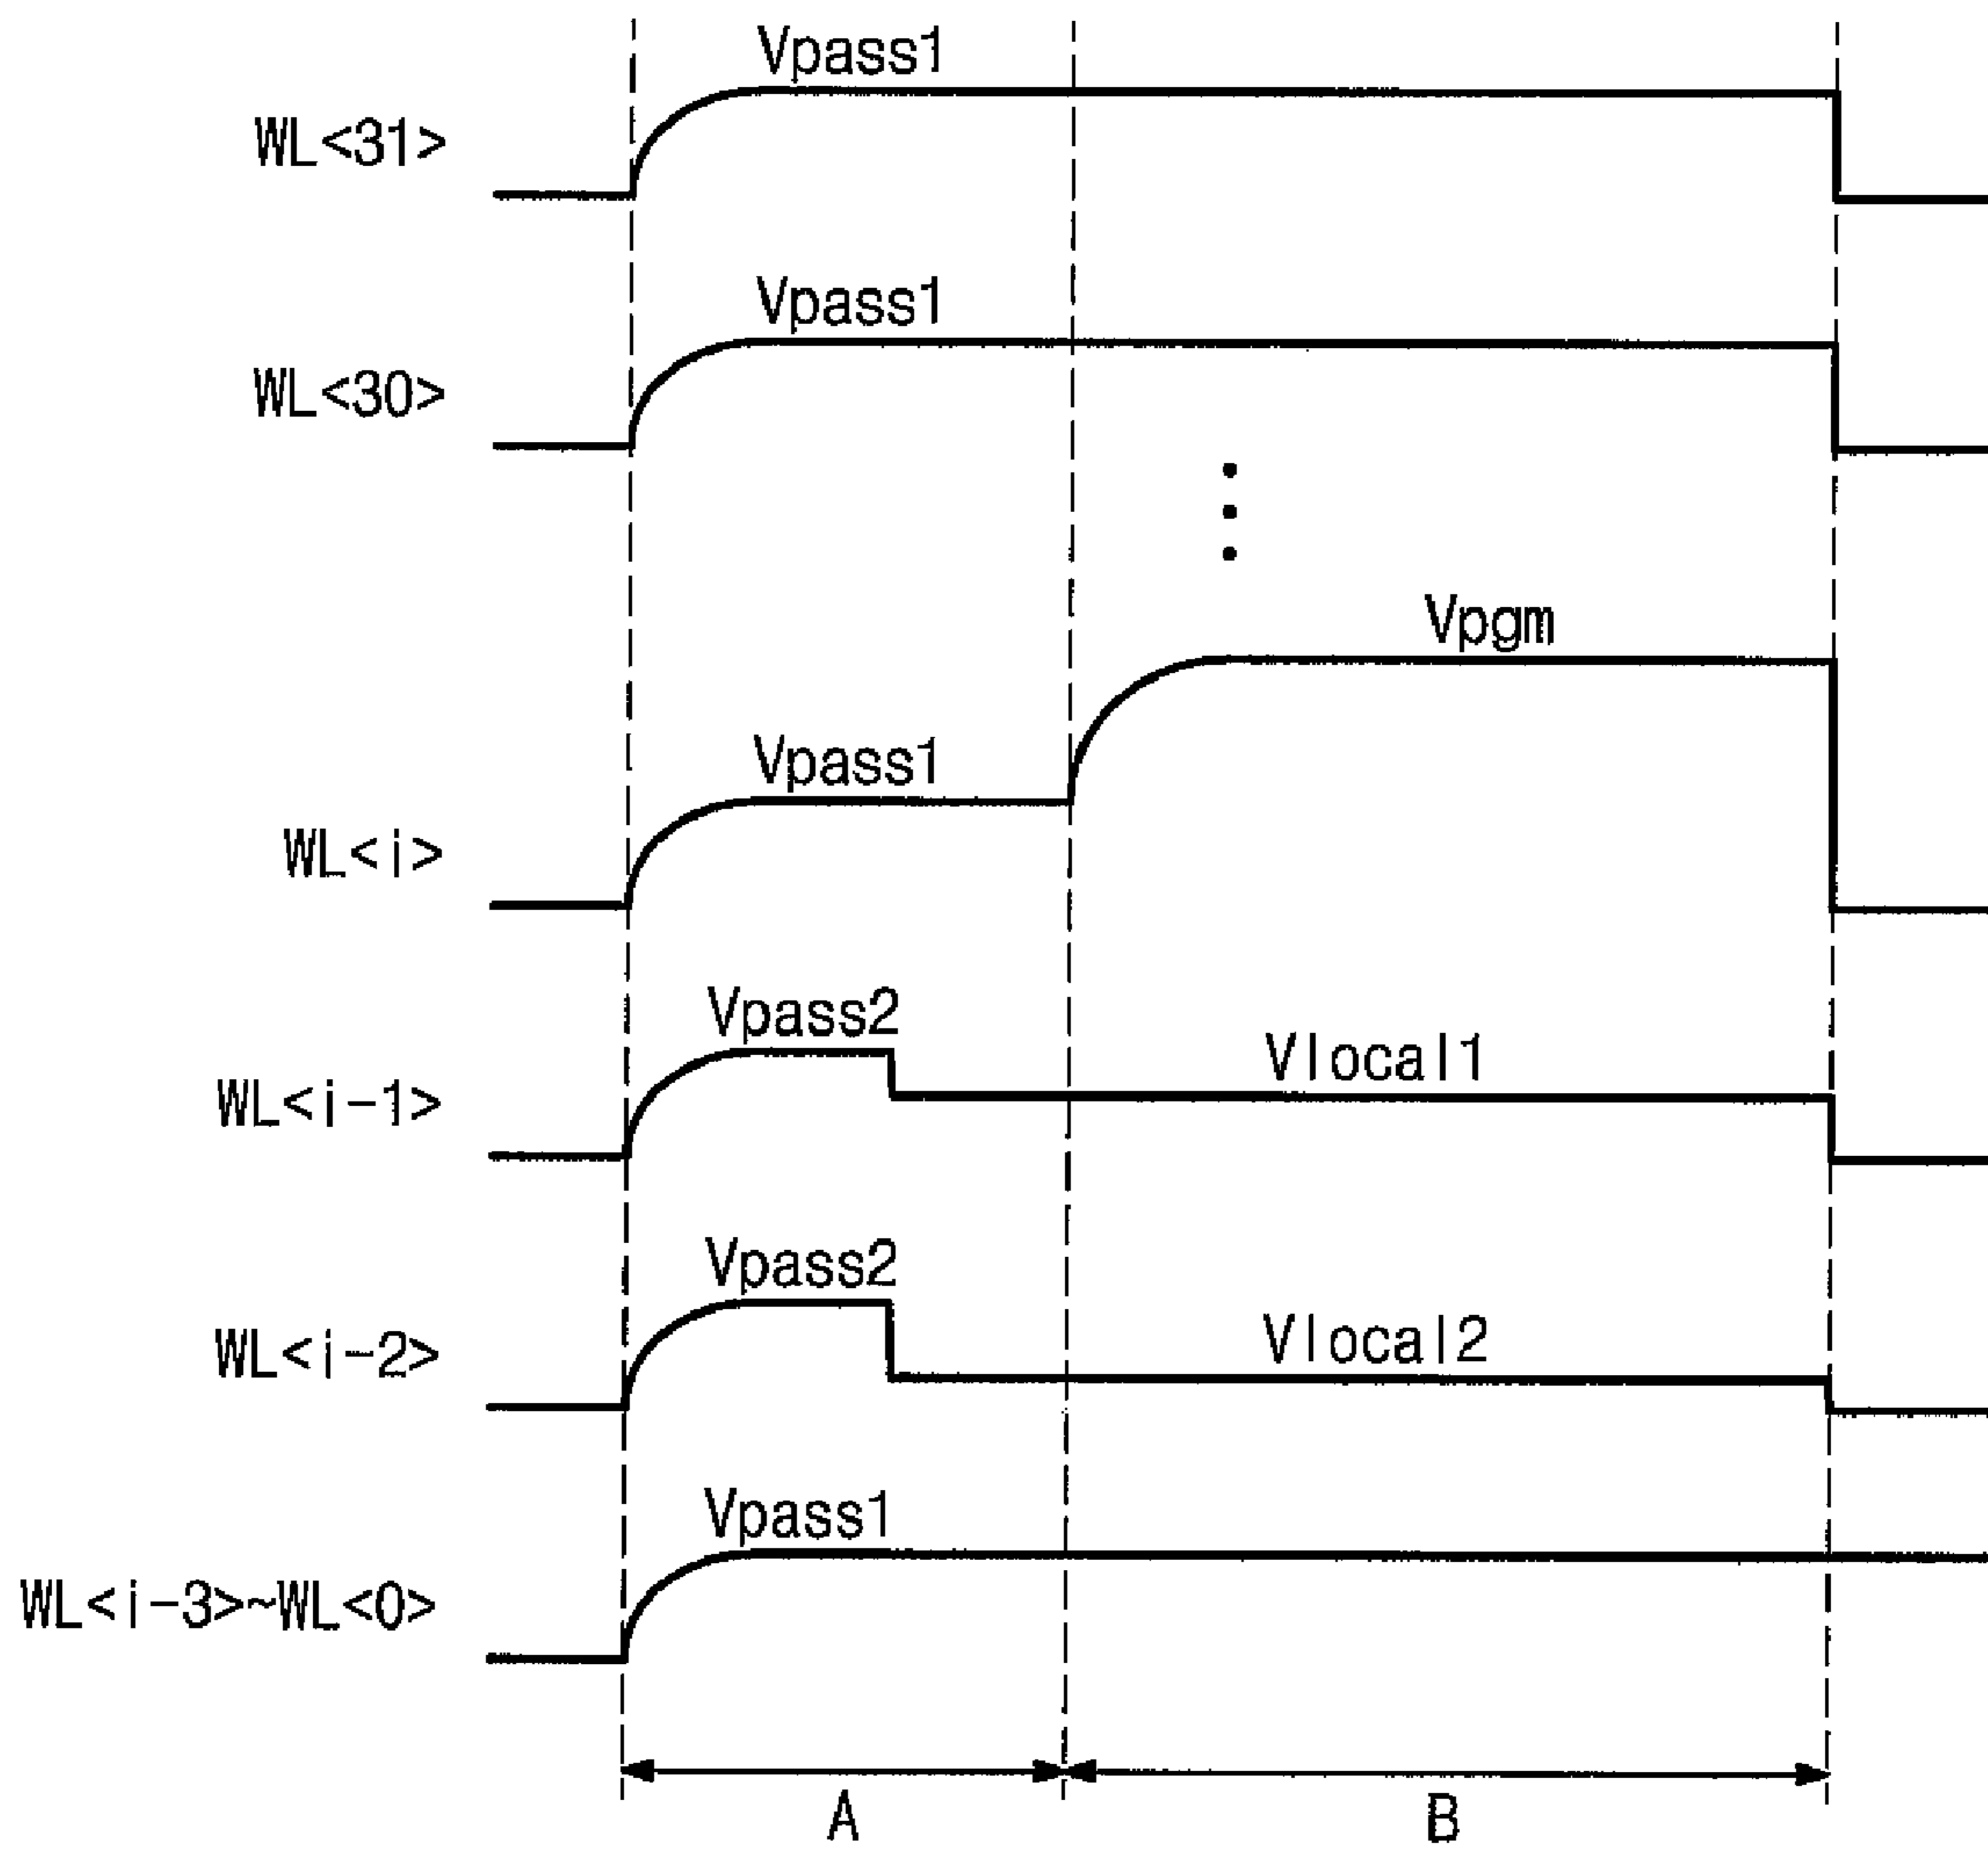 Vpass1
WL<31>
Vpass1
WL<30>
Vpgm
Vpass1
WL<i>
Vpass2
Vlocal1
WL<i-1>
Vpass2
Vlocal2
WL<i-2>
Vpass1
WL<i-3>~WL<0>
A B